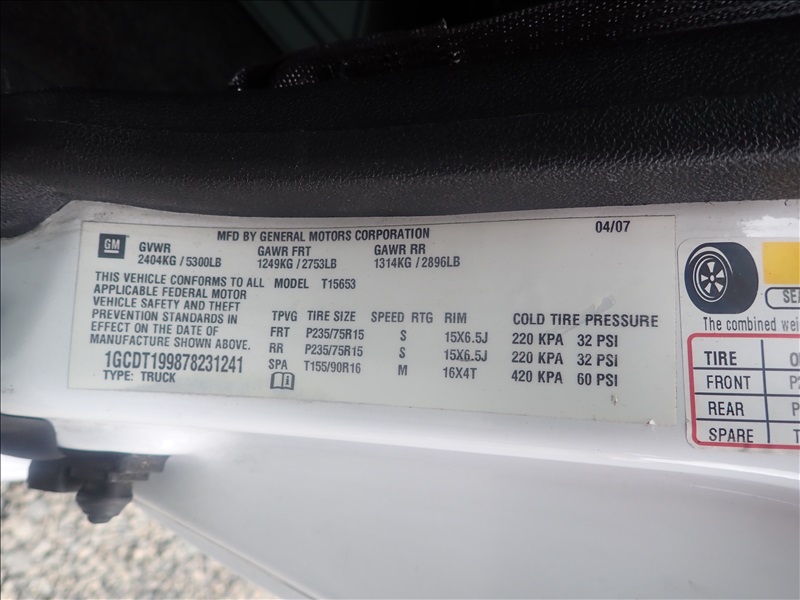 MFD BY GENERAL MOTORS CORPORATION 04/07
GM
GVWR GAWR FRT GAWR RR
2404KG / 5300LB 1249KG / 2753LB 1314KG / 2896LB
THIS VEHICLE CONFORMS TO ALL MODEL T15653
APPLICABLE FEDERAL MOTOR
VEHICLE SAFETY AND THEFT
PREVENTION STANDARDS IN
EFFECT ON THE DATE OF
MANUFACTURE SHOWN ABOVE.
1GCDT199878231241
TYPE: TRUCK
TPVG TIRE SIZE SPEED RTG RIM COLD TIRE PRESSURE
FRT P235/75R15 S 15X6.5J 220 KPA 32 PSI
RR P235/75R15 S 15X6.5J 220 KPA 32 PSI
SPA T155/90R16 M 16X4T 420 KPA 60 PSI
The combined
TIRE
FRONT
REAR
SPARE